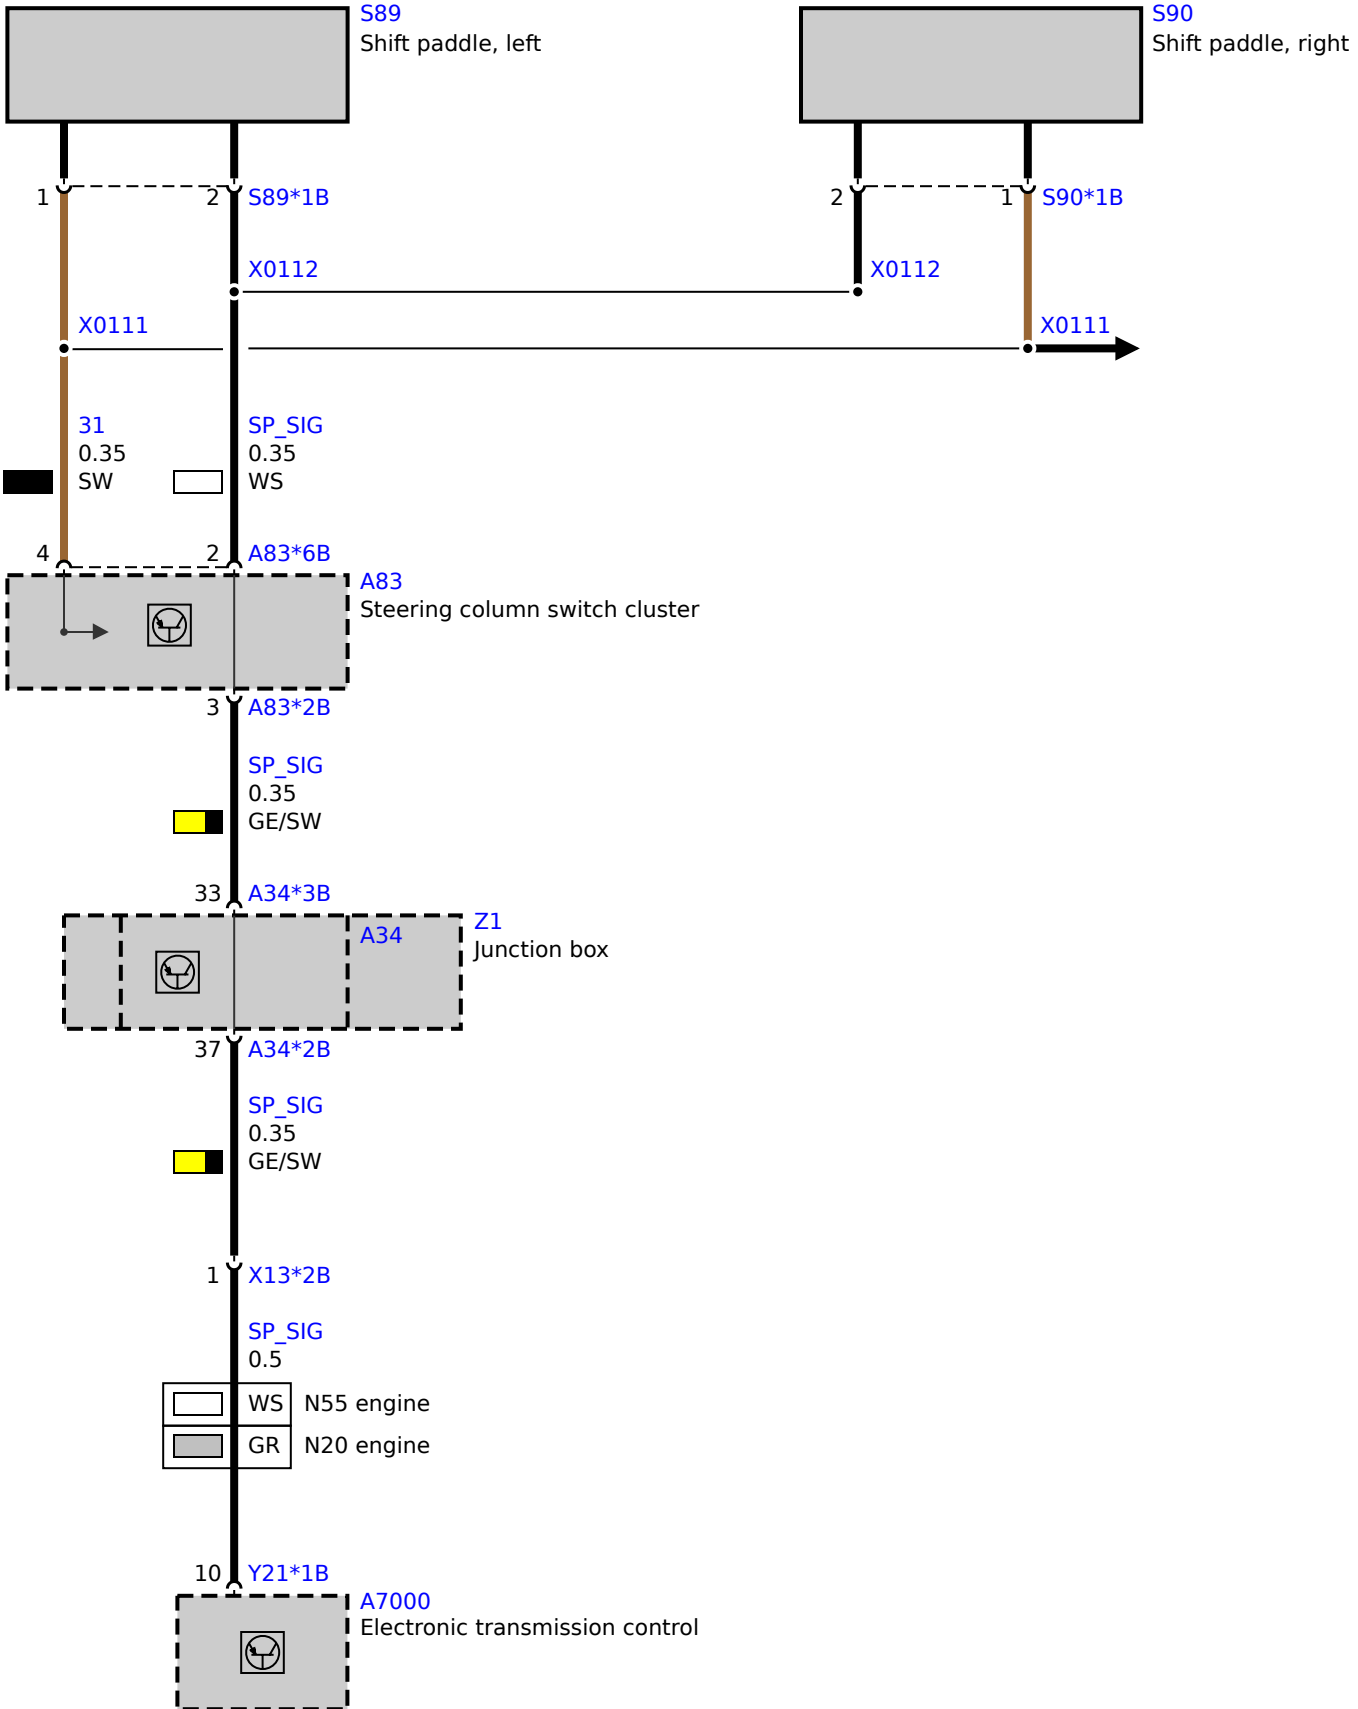 S89
Shift paddle, left
S90
Shift paddle, right
1
2
S89*1B
2
1
S90*1B
X0112
X0112
X0111
X0111
31
0.35
SW
SP_SIG
0.35
WS
4
2
A83*6B
A83
Steering column switch cluster
3
A83*2B
SP_SIG
0.35
GE/SW
33
A34*3B
A34
Z1
Junction box
37
A34*2B
SP_SIG
0.35
GE/SW
1
X13*2B
SP_SIG
0.5
WS
N55 engine
GR
N20 engine
10
Y21*1B
A7000
Electronic transmission control